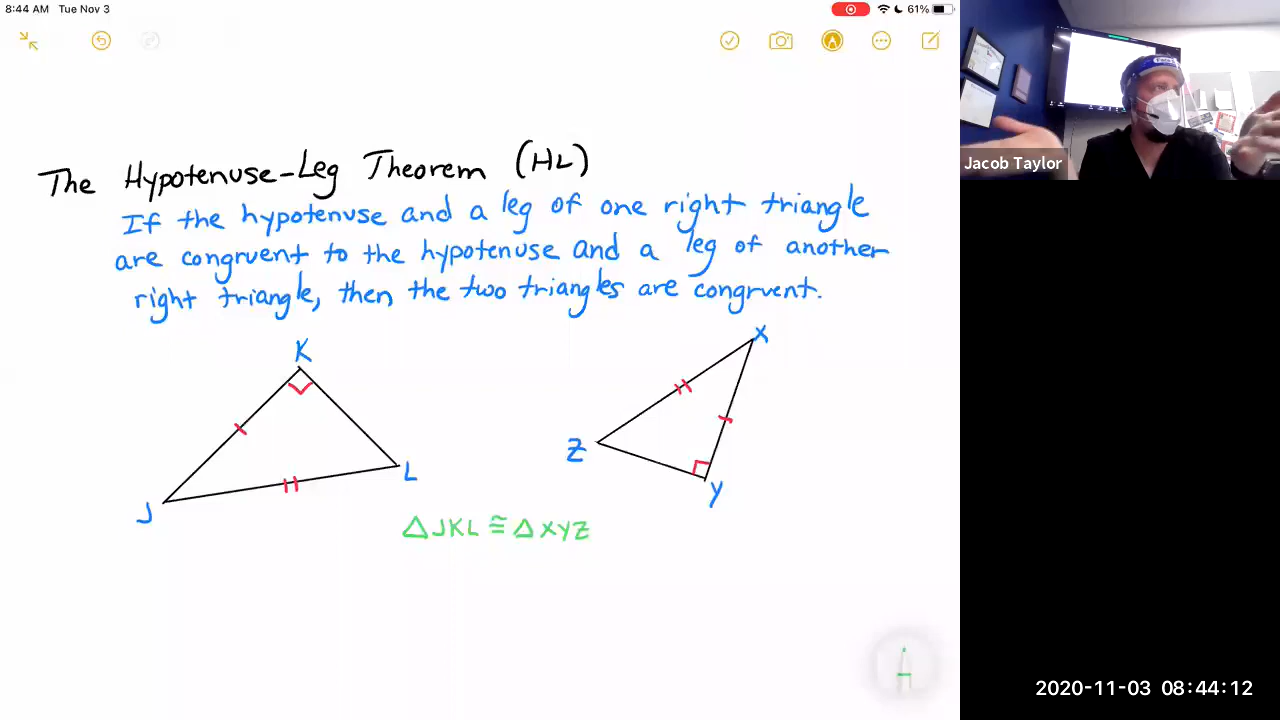 8:44 AM Tue Nov 3
61%
The Hypotenuse-Leg Theorem (HL)
If the hypotenuse and a leg of one right triangle
are congruent to the hypotenuse and a leg of another
right triangle, then the two triangles are congruent.
K
J
L
X
Z
Y
△JKL ≅ △XYZ
Jacob Taylor
2020-11-03 08:44:12